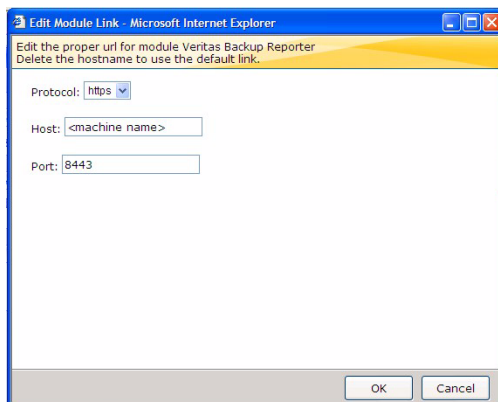 Edit Module Link - Microsoft Internet Explorer
Edit the proper url for module Veritas Backup Reporter
Delete the hostname to use the default link.
Protocol: https
Host: <machine name>
Port: 8443
OK Cancel